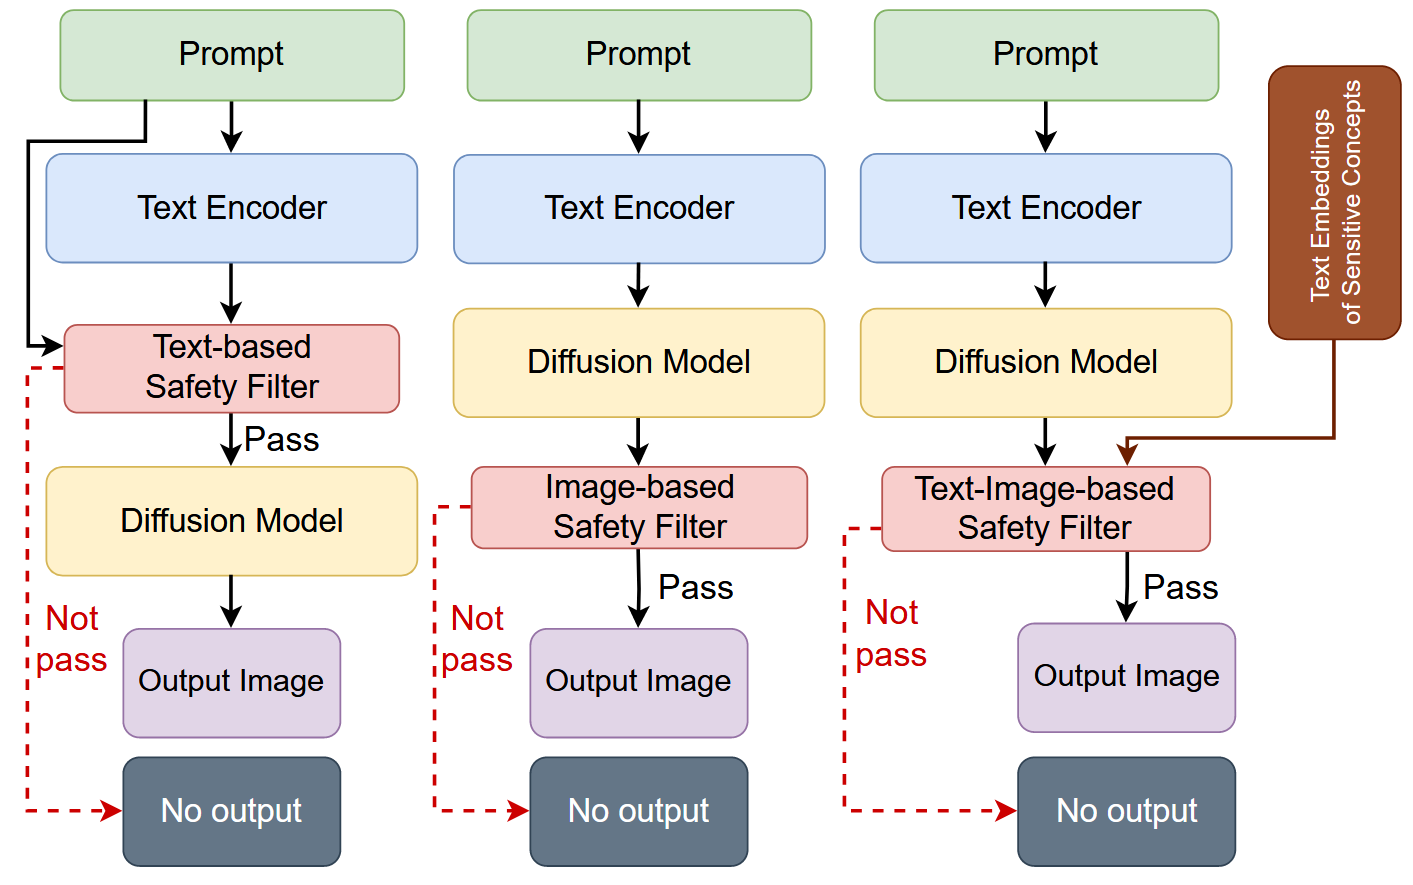 Prompt
Text Encoder
Text-based
Safety Filter
Pass
Diffusion Model
Not
pass
Output Image
No output
Prompt
Text Encoder
Diffusion Model
Image-based
Safety Filter
Pass
Not
pass
Output Image
No output
Prompt
Text Encoder
Diffusion Model
Text-Image-based
Safety Filter
Pass
Not
pass
Output Image
No output
Text Embeddings
of Sensitive Concepts